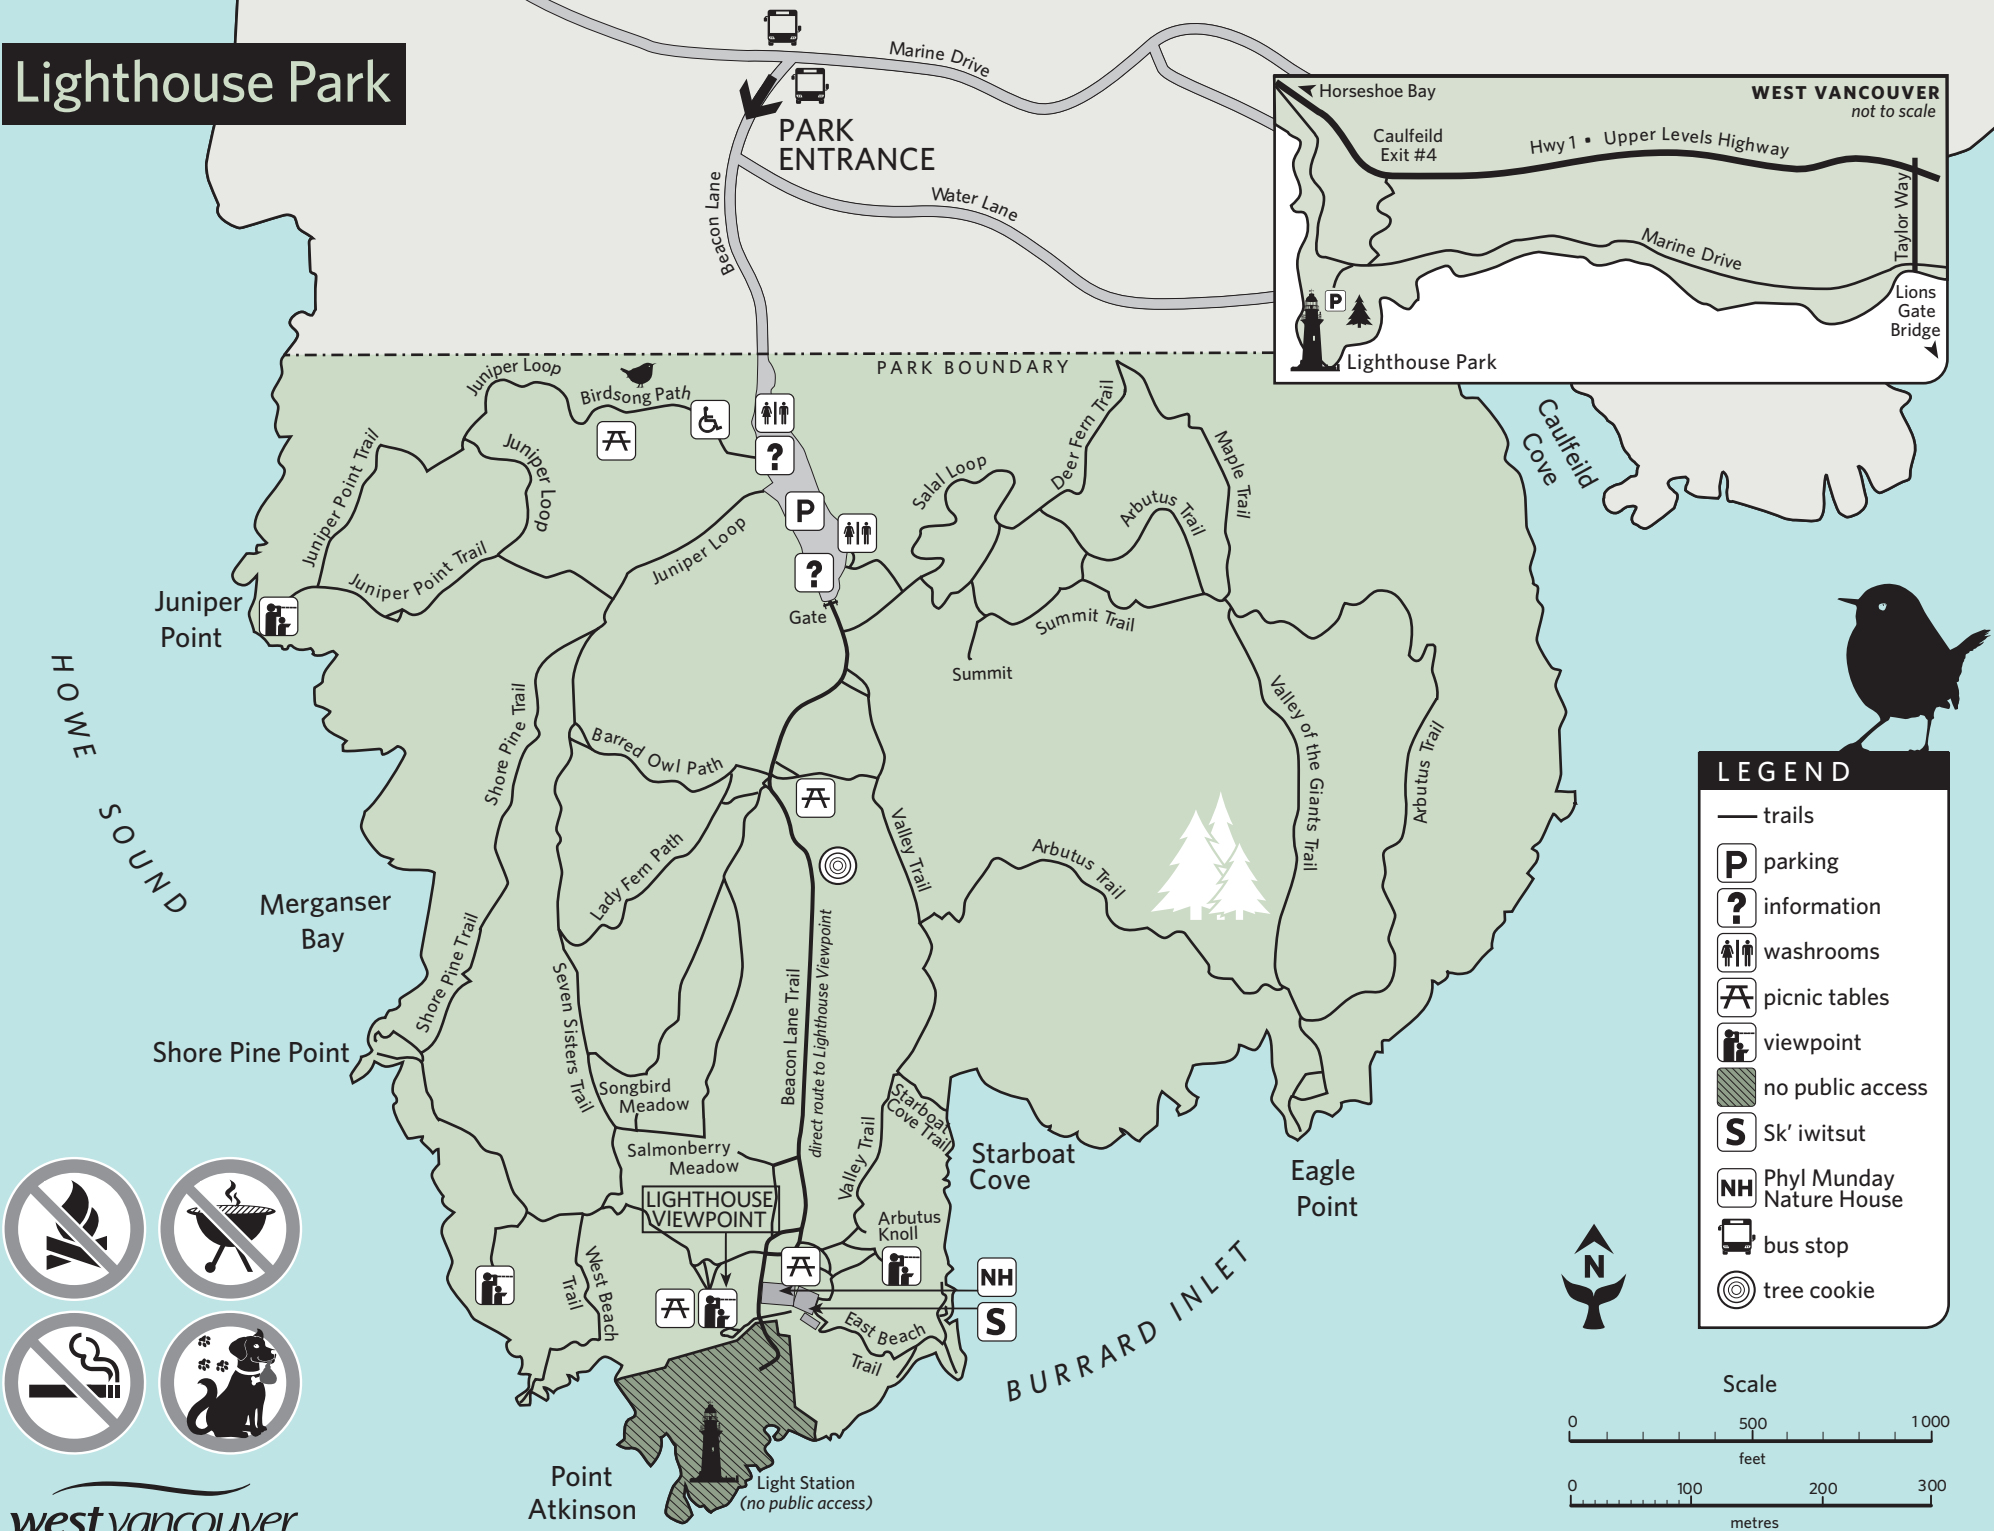 Lighthouse Park
Marine Drive
PARK
ENTRANCE
Beacon Lane
Water Lane
Horseshoe Bay
WEST VANCOUVER
not to scale
Caulfeild
Exit #4
Hwy 1 • Upper Levels Highway
Taylor Way
Marine Drive
Lions
Gate
Bridge
P
Lighthouse Park
PARK BOUNDARY
Caulfeild
Cove
Juniper Loop
Birdsong Path
Juniper Point Trail
Juniper Loop
Juniper Point Trail
Juniper Loop
?
P
?
Gate
Salal Loop
Deer Fern Trail
Maple Trail
Arbutus Trail
Summit Trail
Summit
Juniper
Point
HOWE SOUND
Shore Pine Trail
Barred Owl Path
Lady Fern Path
Valley Trail
Arbutus Trail
Valley of the Giants Trail
Arbutus Trail
Merganser
Bay
Shore Pine Trail
Shore Pine Point
Seven Sisters Trail
Songbird
Meadow
Beacon Lane Trail
direct route to Lighthouse Viewpoint
Salmonberry
Meadow
LIGHTHOUSE
VIEWPOINT
Valley Trail
Starboat
Cove Trail
Starboat
Cove
Eagle
Point
Arbutus
Knoll
NH
S
West Beach
Trail
East Beach
Trail
BURRARD INLET
Point
Atkinson
Light Station
(no public access)
LEGEND
trails
P parking
? information
washrooms
picnic tables
viewpoint
no public access
S Sk' iwitsut
NH Phyl Munday
Nature House
bus stop
tree cookie
N
Scale
0 500 1000
feet
0 100 200 300
metres
westvancouver